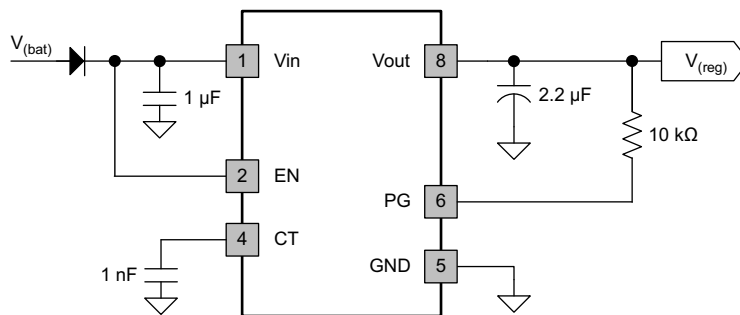 V(bat)
1 Vin
Vout 8
V(reg)
1 µF
2.2 µF
10 kΩ
2 EN
PG 6
4 CT
GND 5
1 nF